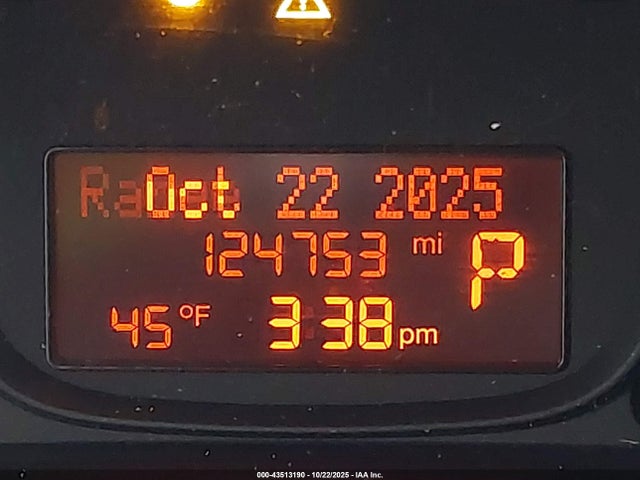 Oct 22 2025
124753 mi P
45 °F 3:38 pm
000-43513190 - 10/22/2025 - IAA Inc.